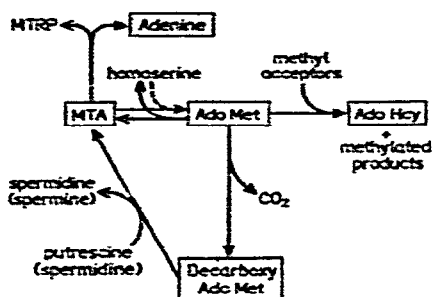 MTRP
Adenine
homoserine
methyl
acceptors
MTA
Ado Met
Ado Hcy
+
methylated
products
spermidine
(spermine)
CO₂
putrescine
(spermidine)
Decarboxy
Ado Met